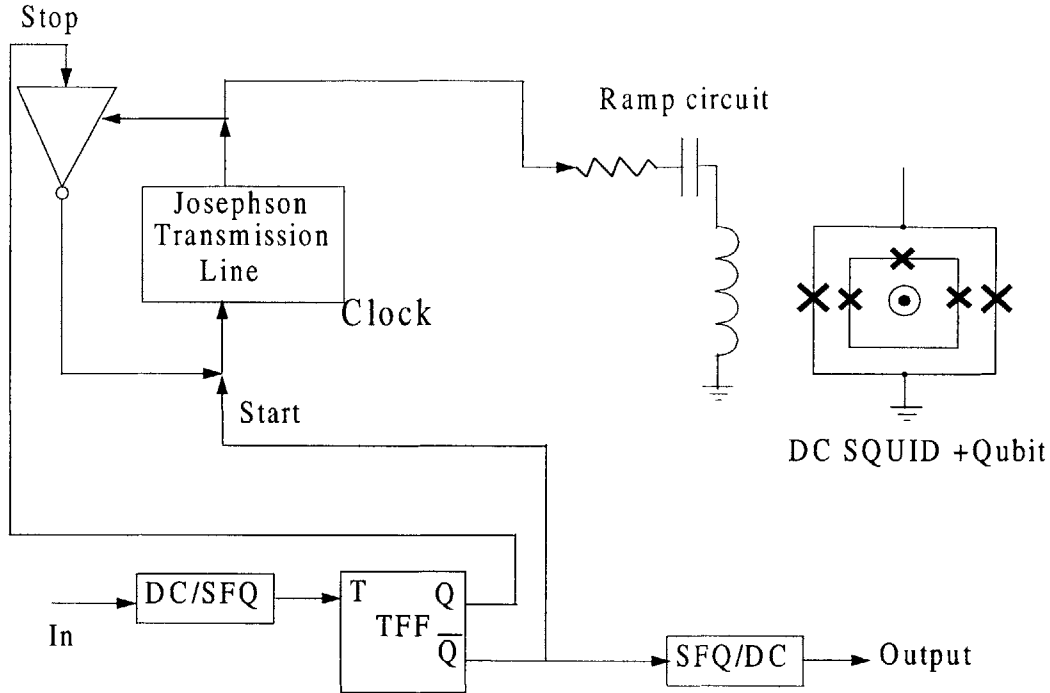 Stop
Ramp circuit
Josephson
Transmission
Line
Clock
Start
DC SQUID +Qubit
In
DC/SFQ
T
Q
TFF
Q̅
SFQ/DC
Output